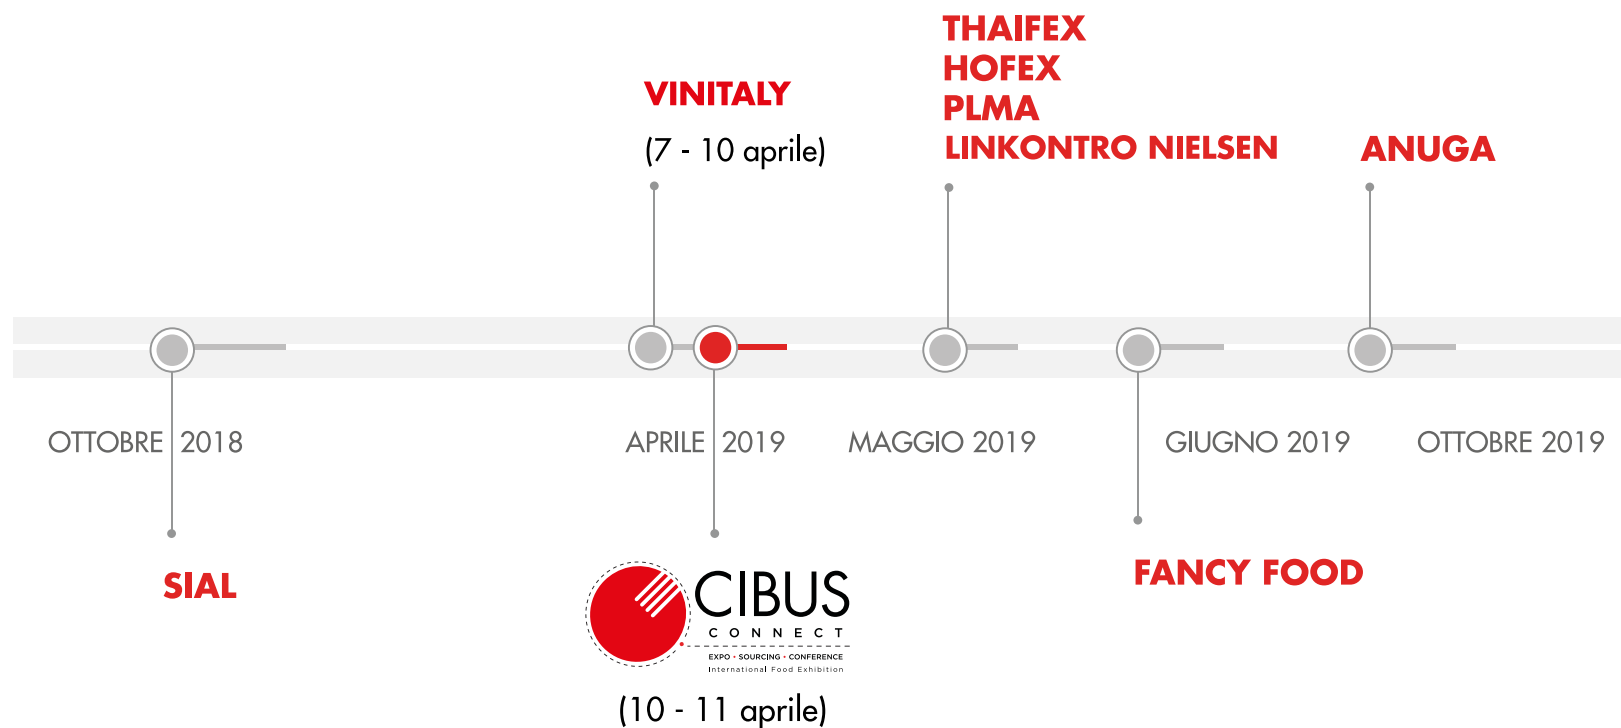 THAIFEX
HOFEX
PLMA
LINKONTRO NIELSEN
VINITALY
(7 - 10 aprile)
ANUGA
OTTOBRE 2018
APRILE 2019
MAGGIO 2019
GIUGNO 2019
OTTOBRE 2019
SIAL
CIBUS
CONNECT
EXPO • SOURCING • CONFERENCE
International Food Exhibition
(10 - 11 aprile)
FANCY FOOD